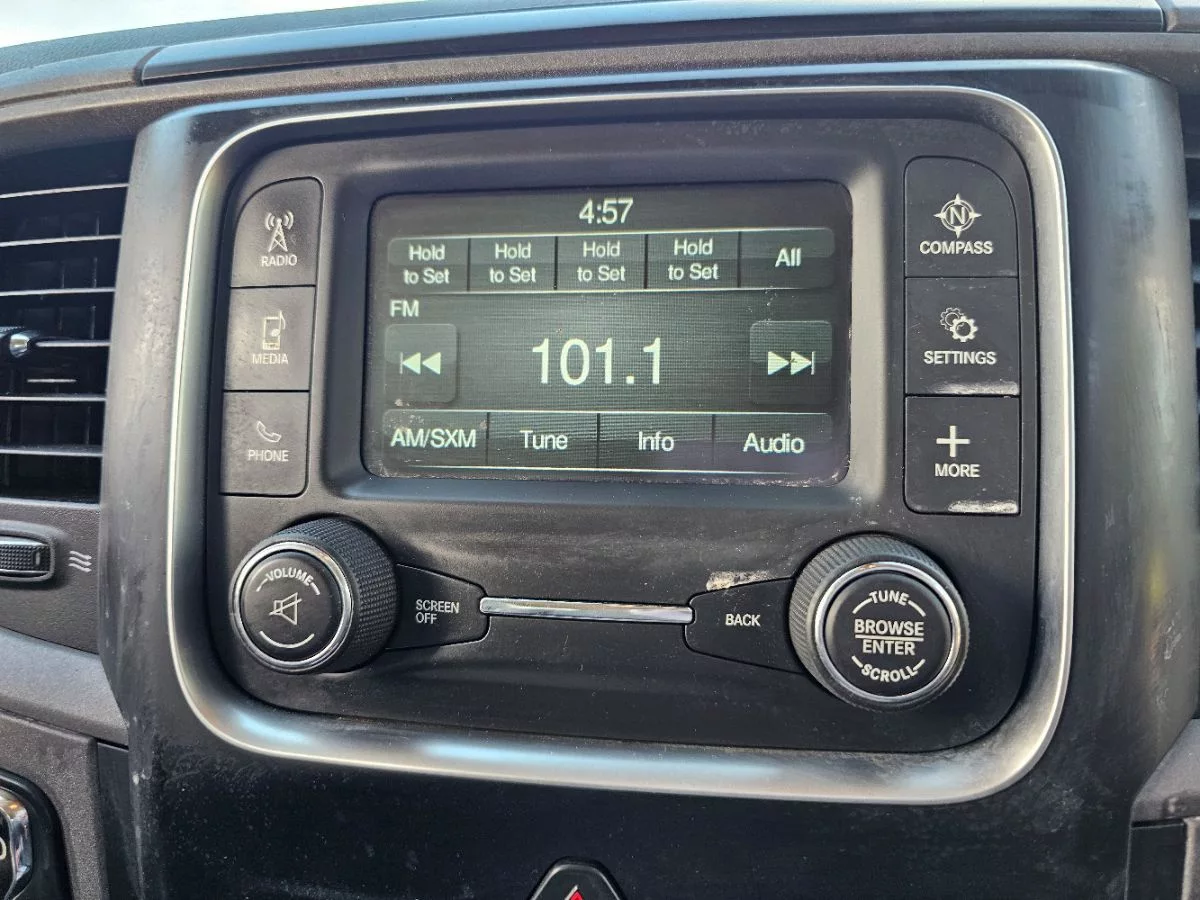 4:57
Hold to Set
Hold to Set
Hold to Set
Hold to Set
All
FM
101.1
AM/SXM
Tune
Info
Audio
RADIO
MEDIA
PHONE
N
COMPASS
SETTINGS
MORE
VOLUME
SCREEN
OFF
BACK
TUNE
BROWSE
ENTER
SCROLL